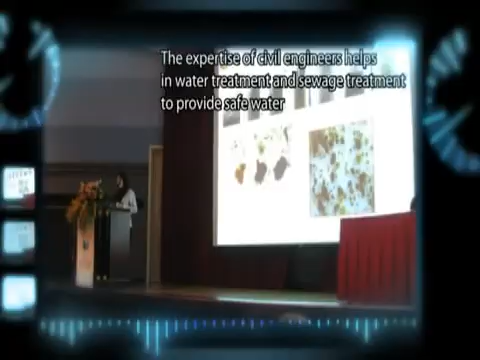 The expertise of civil engineers helps
in water treatment and sewage treatment
to provide safe water